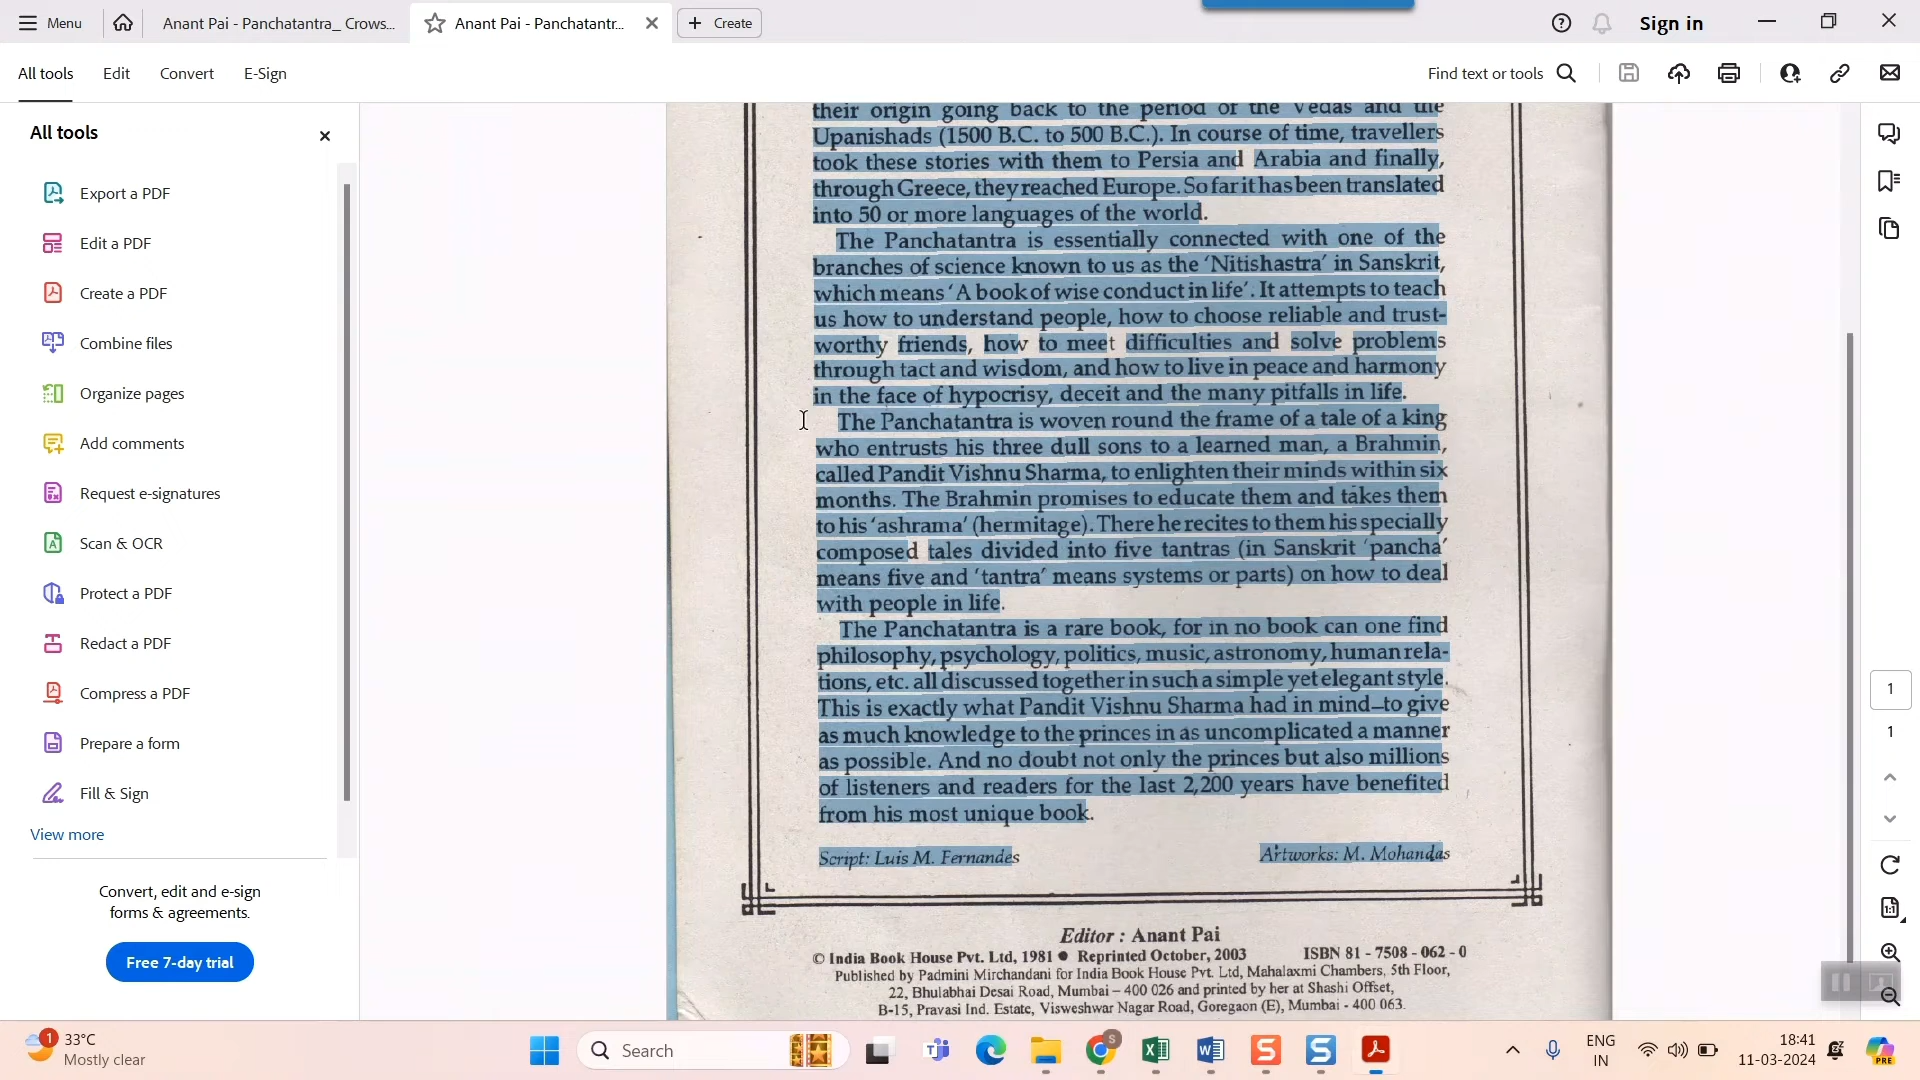 Menu
Anant Pai - Panchatantra_ Crows...
Anant Pai - Panchatantr...
Create
Sign in
All tools
Edit
Convert
E-Sign
Find text or tools
All tools
Export a PDF
Edit a PDF
Create a PDF
Combine files
Organize pages
Add comments
Request e-signatures
Scan & OCR
Protect a PDF
Redact a PDF
Compress a PDF
Prepare a form
Fill & Sign
View more
Convert, edit and e-sign
forms & agreements.
Free 7-day trial
their origin going back to the period of the Vedas and the
Upanishads (1500 B.C. to 500 B.C.). In course of time, travellers
took these stories with them to Persia and Arabia and finally,
through Greece, they reached Europe. So far it has been translated
into 50 or more languages of the world.
The Panchatantra is essentially connected with one of the
branches of science known to us as the ‘Nitishastra’ in Sanskrit,
which means ‘A book of wise conduct in life’. It attempts to teach
us how to understand people, how to choose reliable and trust-
worthy friends, how to meet difficulties and solve problems
through tact and wisdom, and how to live in peace and harmony
in the face of hypocrisy, deceit and the many pitfalls in life.
The Panchatantra is woven round the frame of a tale of a king
who entrusts his three dull sons to a learned man, a Brahmin,
called Pandit Vishnu Sharma, to enlighten their minds within six
months. The Brahmin promises to educate them and takes them
to his ‘ashrama’ (hermitage). There he recites to them his specially
composed tales divided into five tantras (in Sanskrit ‘pancha’
means five and ‘tantra’ means systems or parts) on how to deal
with people in life.
The Panchatantra is a rare book, for in no book can one find
philosophy, psychology, politics, music, astronomy, human rela-
tions, etc. all discussed together in such a simple yet elegant style.
This is exactly what Pandit Vishnu Sharma had in mind–to give
as much knowledge to the princes in as uncomplicated a manner
as possible. And no doubt not only the princes but also millions
of listeners and readers for the last 2,200 years have benefited
from his most unique book.
Script: Luis M. Fernandes
Artworks: M. Mohandas
Editor : Anant Pai
© India Book House Pvt. Ltd, 1981 ● Reprinted October, 2003
ISBN 81 - 7508 - 062 - 0
Published by Padmini Mirchandani for India Book House Pvt. Ltd, Mahalaxmi Chambers, 5th Floor,
22, Bhulabhai Desai Road, Mumbai – 400 026 and printed by her at Shashi Offset,
B-15, Pravasi Ind. Estate, Visweshwar Nagar Road, Goregaon (E), Mumbai - 400 063.
1
1
1:1
1
33°C
Mostly clear
Search
ENG
IN
18:41
11-03-2024
PRE